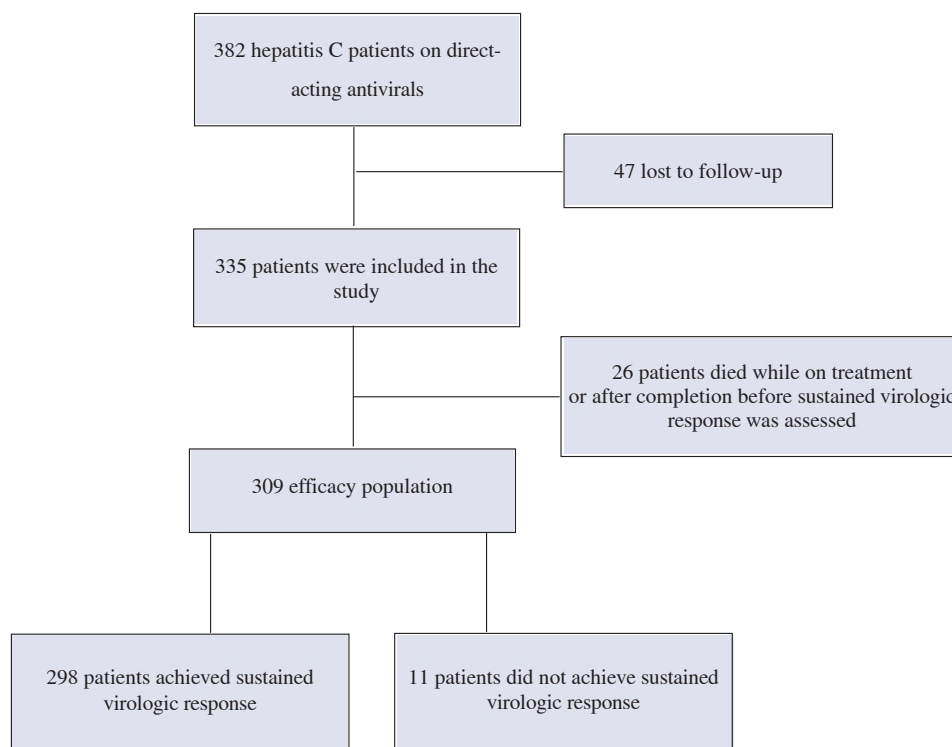 382 hepatitis C patients on direct-
acting antivirals
47 lost to follow-up
335 patients were included in the
study
26 patients died while on treatment
or after completion before sustained virologic
response was assessed
309 efficacy population
298 patients achieved sustained
virologic response
11 patients did not achieve sustained
virologic response